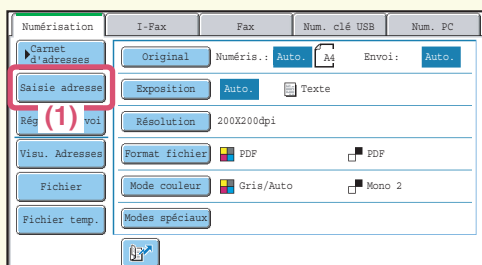 Numérisation I-Fax Fax Num. clé USB Num. PC
Carnet d'adresses
Original Numéris.: Auto. A4 Envoi: Auto.
Saisie adresse
Exposition Auto. Texte
(1)
Résolution 200X200dpi
Visu. Adresses
Format fichier PDF PDF
Fichier
Mode couleur Gris/Auto Mono 2
Fichier temp.
Modes spéciaux